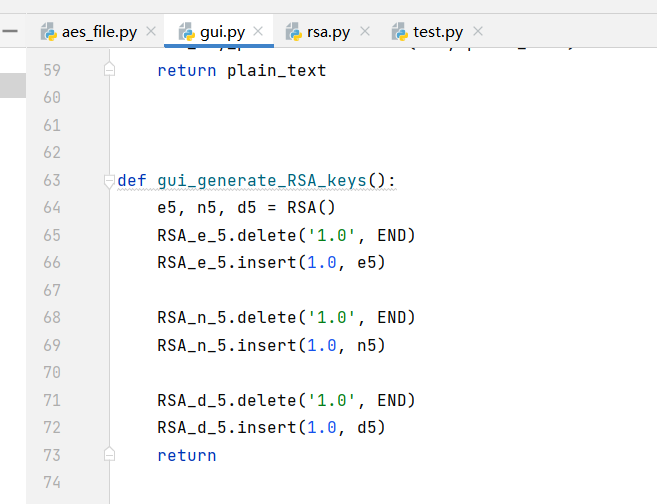 aes_file.py gui.py rsa.py test.py
59 return plain_text
60
61
62
63 def gui_generate_RSA_keys():
64 e5, n5, d5 = RSA()
65 RSA_e_5.delete('1.0', END)
66 RSA_e_5.insert(1.0, e5)
67
68 RSA_n_5.delete('1.0', END)
69 RSA_n_5.insert(1.0, n5)
70
71 RSA_d_5.delete('1.0', END)
72 RSA_d_5.insert(1.0, d5)
73 return
74